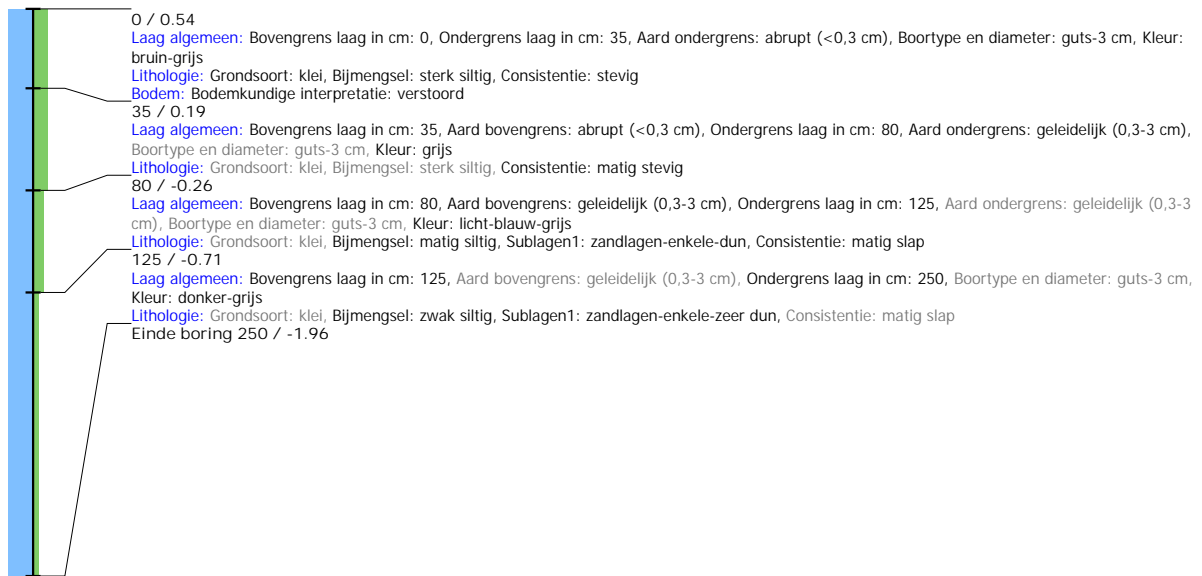 0 / 0.54
Laag algemeen: Bovengrens laag in cm: 0, Ondergrens laag in cm: 35, Aard ondergrens: abrupt (<0,3 cm), Boortype en diameter: guts-3 cm, Kleur:
bruin-grijs
Lithologie: Grondsoort: klei, Bijmengsel: sterk siltig, Consistentie: stevig
Bodem: Bodemkundige interpretatie: verstoord
35 / 0.19
Laag algemeen: Bovengrens laag in cm: 35, Aard bovengrens: abrupt (<0,3 cm), Ondergrens laag in cm: 80, Aard ondergrens: geleidelijk (0,3-3 cm),
Boortype en diameter: guts-3 cm, Kleur: grijs
Lithologie: Grondsoort: klei, Bijmengsel: sterk siltig, Consistentie: matig stevig
80 / -0.26
Laag algemeen: Bovengrens laag in cm: 80, Aard bovengrens: geleidelijk (0,3-3 cm), Ondergrens laag in cm: 125, Aard ondergrens: geleidelijk (0,3-3
cm), Boortype en diameter: guts-3 cm, Kleur: licht-blauw-grijs
Lithologie: Grondsoort: klei, Bijmengsel: matig siltig, Sublagen1: zandlagen-enkele-dun, Consistentie: matig slap
125 / -0.71
Laag algemeen: Bovengrens laag in cm: 125, Aard bovengrens: geleidelijk (0,3-3 cm), Ondergrens laag in cm: 250, Boortype en diameter: guts-3 cm,
Kleur: donker-grijs
Lithologie: Grondsoort: klei, Bijmengsel: zwak siltig, Sublagen1: zandlagen-enkele-zeer dun, Consistentie: matig slap
Einde boring 250 / -1.96